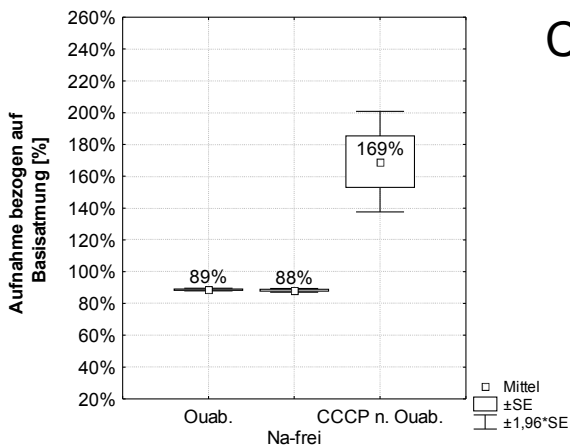 Aufnahme bezogen auf
Basisatmung [%]
260%
240%
220%
200%
180%
160%
140%
120%
100%
80%
60%
40%
20%
169%
89%
88%
Ouab.
Na-frei
CCCP n. Ouab.
Mittel
±SE
±1,96*SE